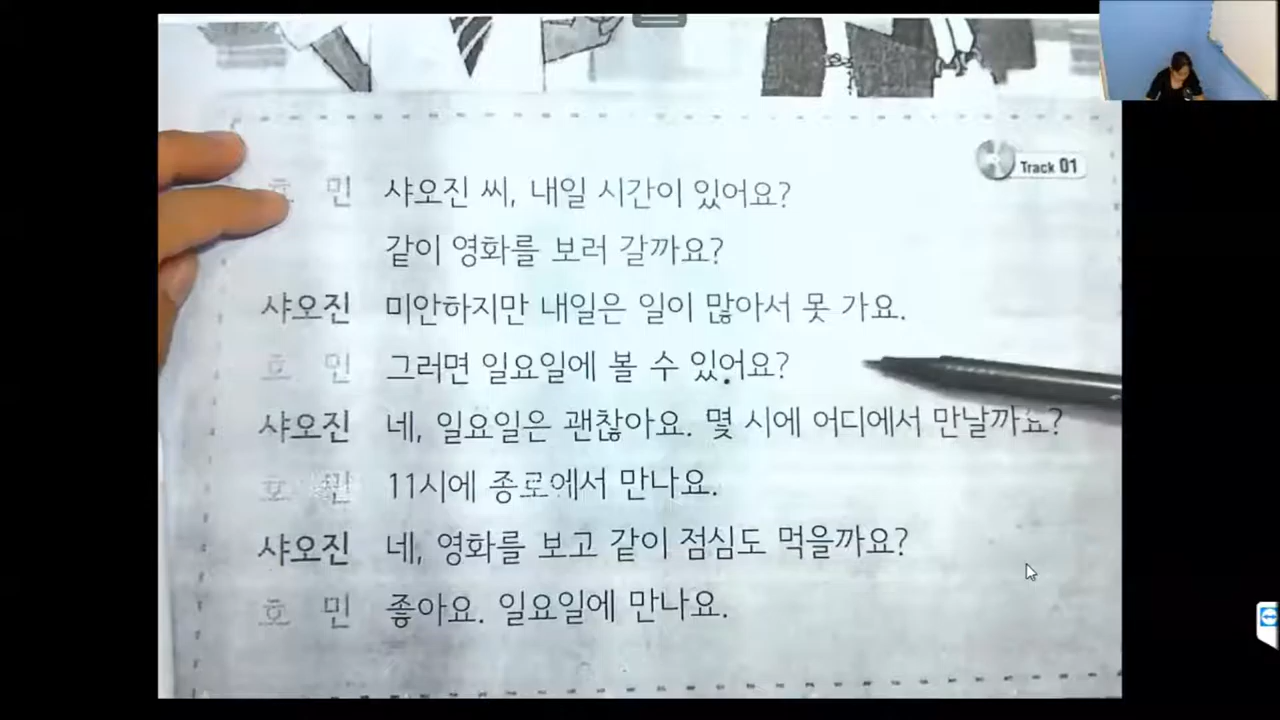 Track 01
호 민 샤오진 씨, 내일 시간이 있어요?
같이 영화를 보러 갈까요?
샤오진 미안하지만 내일은 일이 많아서 못 가요.
호 민 그러면 일요일에 볼 수 있어요?
샤오진 네, 일요일은 괜찮아요. 몇 시에 어디에서 만날까요?
호 민 11시에 종로에서 만나요.
샤오진 네, 영화를 보고 같이 점심도 먹을까요?
호 민 좋아요. 일요일에 만나요.